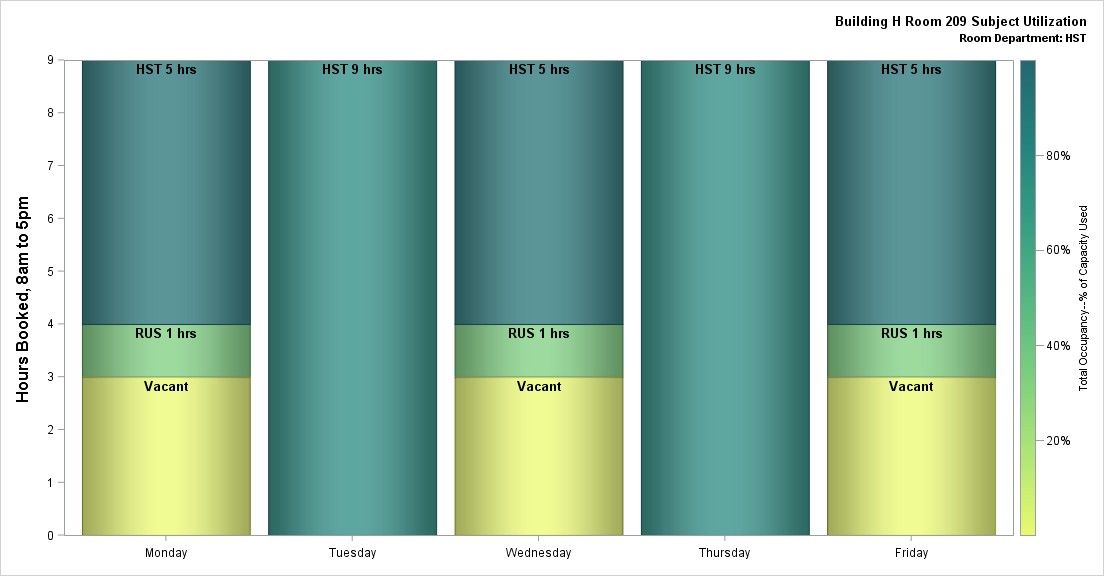 Building H Room 209 Subject Utilization
Room Department: HST
Hours Booked, 8am to 5pm
9
8
7
6
5
4
3
2
1
0
HST 5 hrs
RUS 1 hrs
Vacant
HST 9 hrs
HST 5 hrs
RUS 1 hrs
Vacant
HST 9 hrs
HST 5 hrs
RUS 1 hrs
Vacant
Monday
Tuesday
Wednesday
Thursday
Friday
80%
60%
40%
20%
Total Occupancy--% of Capacity Used